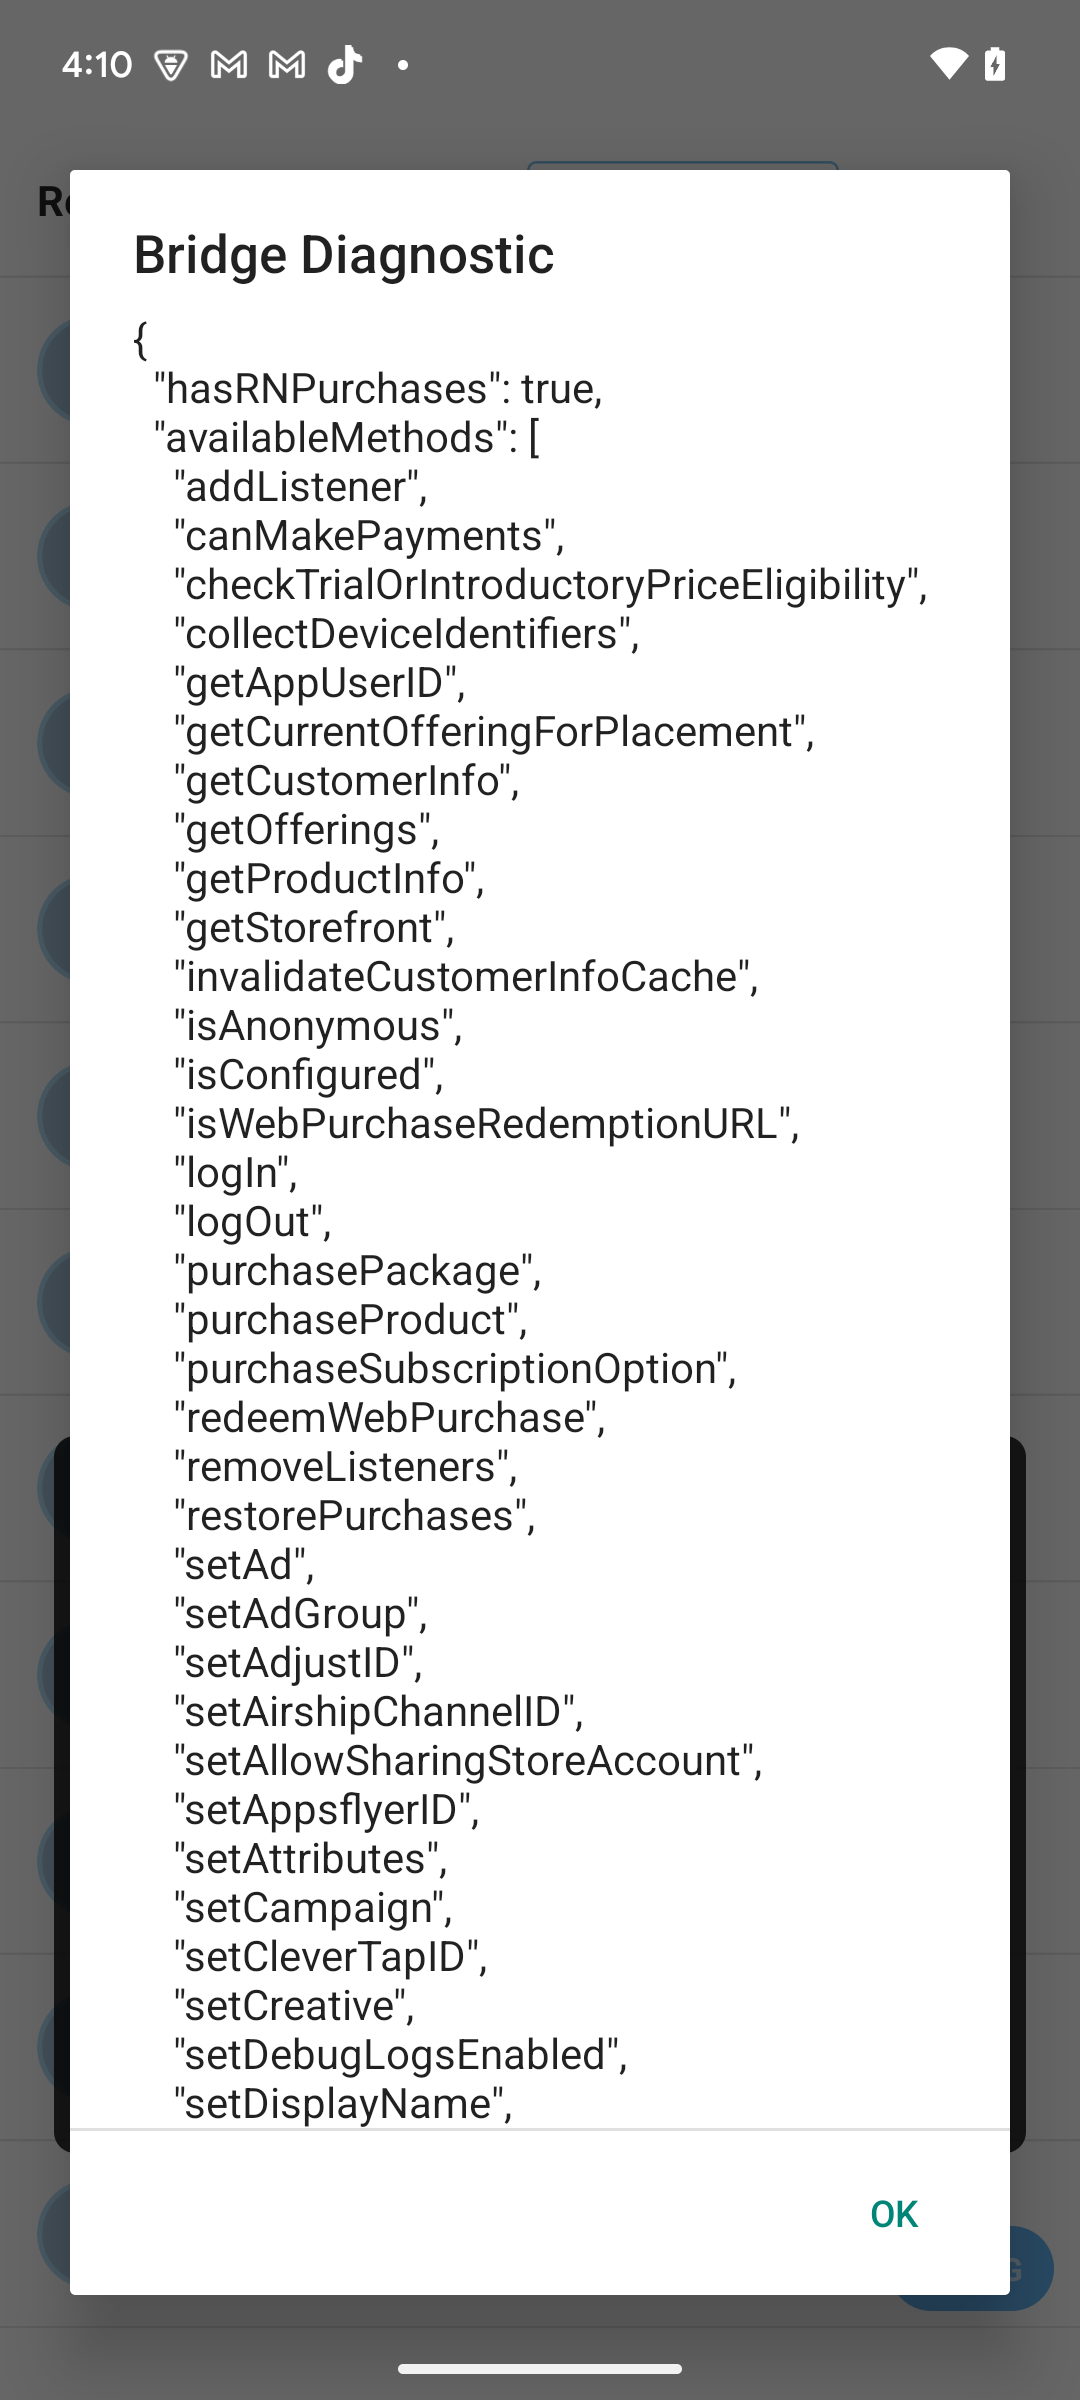 4:10
Re
Bridge Diagnostic
{
"hasRNPurchases": true,
"availableMethods": [
"addListener",
"canMakePayments",
"checkTrialOrIntroductoryPriceEligibility",
"collectDeviceIdentifiers",
"getAppUserID",
"getCurrentOfferingForPlacement",
"getCustomerInfo",
"getOfferings",
"getProductInfo",
"getStorefront",
"invalidateCustomerInfoCache",
"isAnonymous",
"isConfigured",
"isWebPurchaseRedemptionURL",
"logIn",
"logOut",
"purchasePackage",
"purchaseProduct",
"purchaseSubscriptionOption",
"redeemWebPurchase",
"removeListeners",
"restorePurchases",
"setAd",
"setAdGroup",
"setAdjustID",
"setAirshipChannelID",
"setAllowSharingStoreAccount",
"setAppsflyerID",
"setAttributes",
"setCampaign",
"setCleverTapID",
"setCreative",
"setDebugLogsEnabled",
"setDisplayName",
OK
G